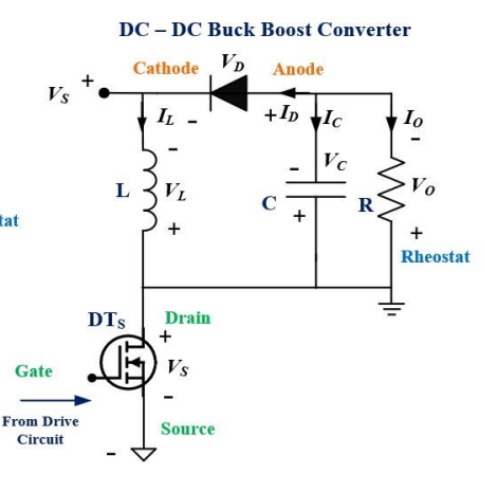 DC – DC Buck Boost Converter
Cathode V_D Anode
V_S + I_L - + I_D I_C I_O
- - V_C -
L V_L C R V_O
+ + +
tat
Rheostat
DT_S Drain
+
Gate V_S
-
From Drive
Circuit
Source
-